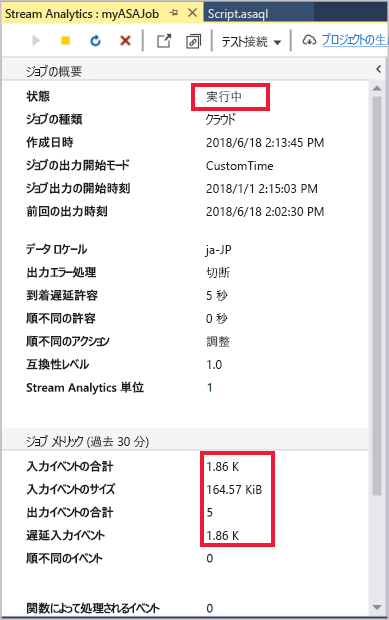 Stream Analytics : myASAJob Script.asaql
テスト接続 プロジェクトの生
ジョブの概要
状態 実行中
ジョブの種類 クラウド
作成日時 2018/6/18 2:13:45 PM
ジョブの出力開始モード CustomTime
ジョブ出力の開始時刻 2018/1/1 2:15:03 PM
前回の出力時刻 2018/6/18 2:02:30 PM
データ ロケール ja-JP
出力エラー処理 切断
到着遅延許容 5 秒
順不同の許容 0 秒
順不同のアクション 調整
互換性レベル 1.0
Stream Analytics 単位 1
ジョブ メトリック (過去 30 分)
入力イベントの合計 1.86 K
入力イベントのサイズ 164.57 KiB
出力イベントの合計 5
遅延入力イベント 1.86 K
順不同のイベント 0
関数によって処理されるイベント 0